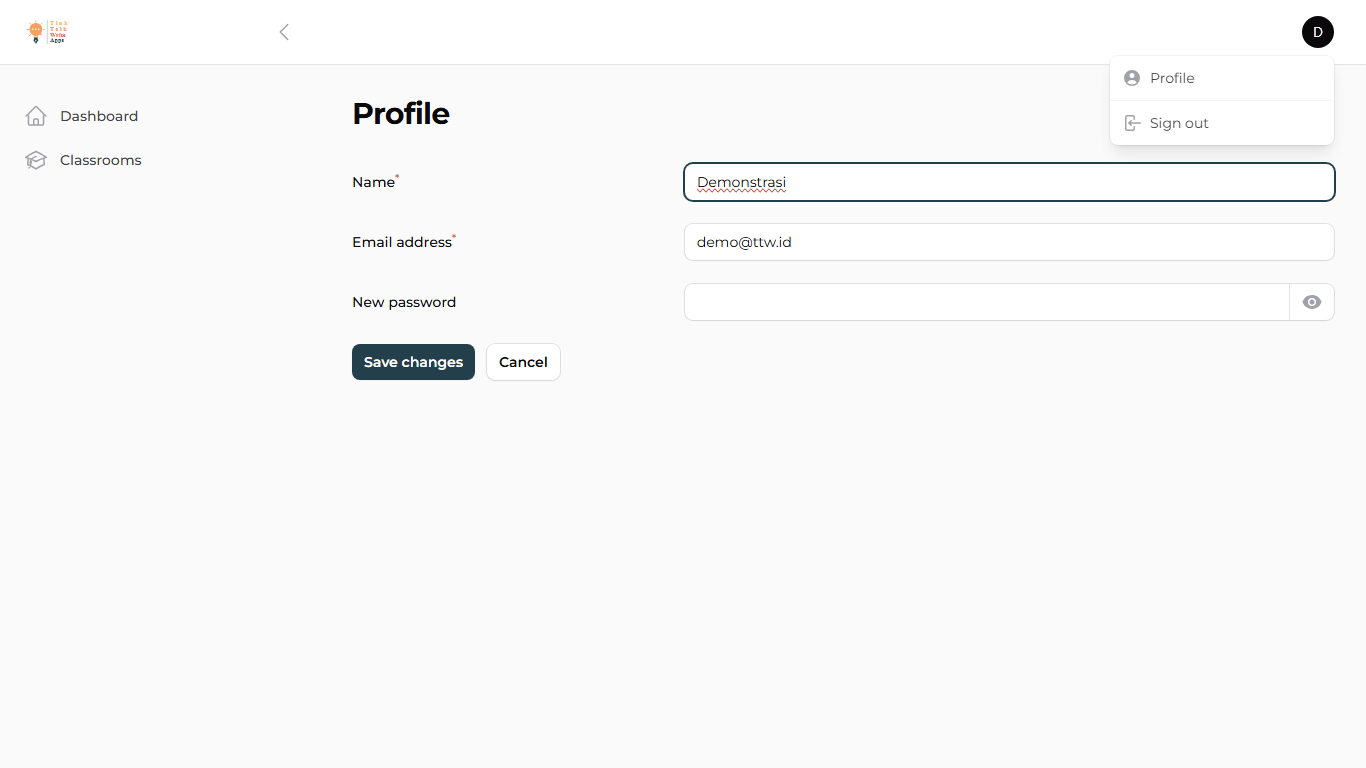 Think
Talk
Write
Apps
D
Profile
Sign out
Dashboard
Classrooms
Profile
Name*
Demonstrasi
Email address*
demo@ttw.id
New password
Save changes
Cancel